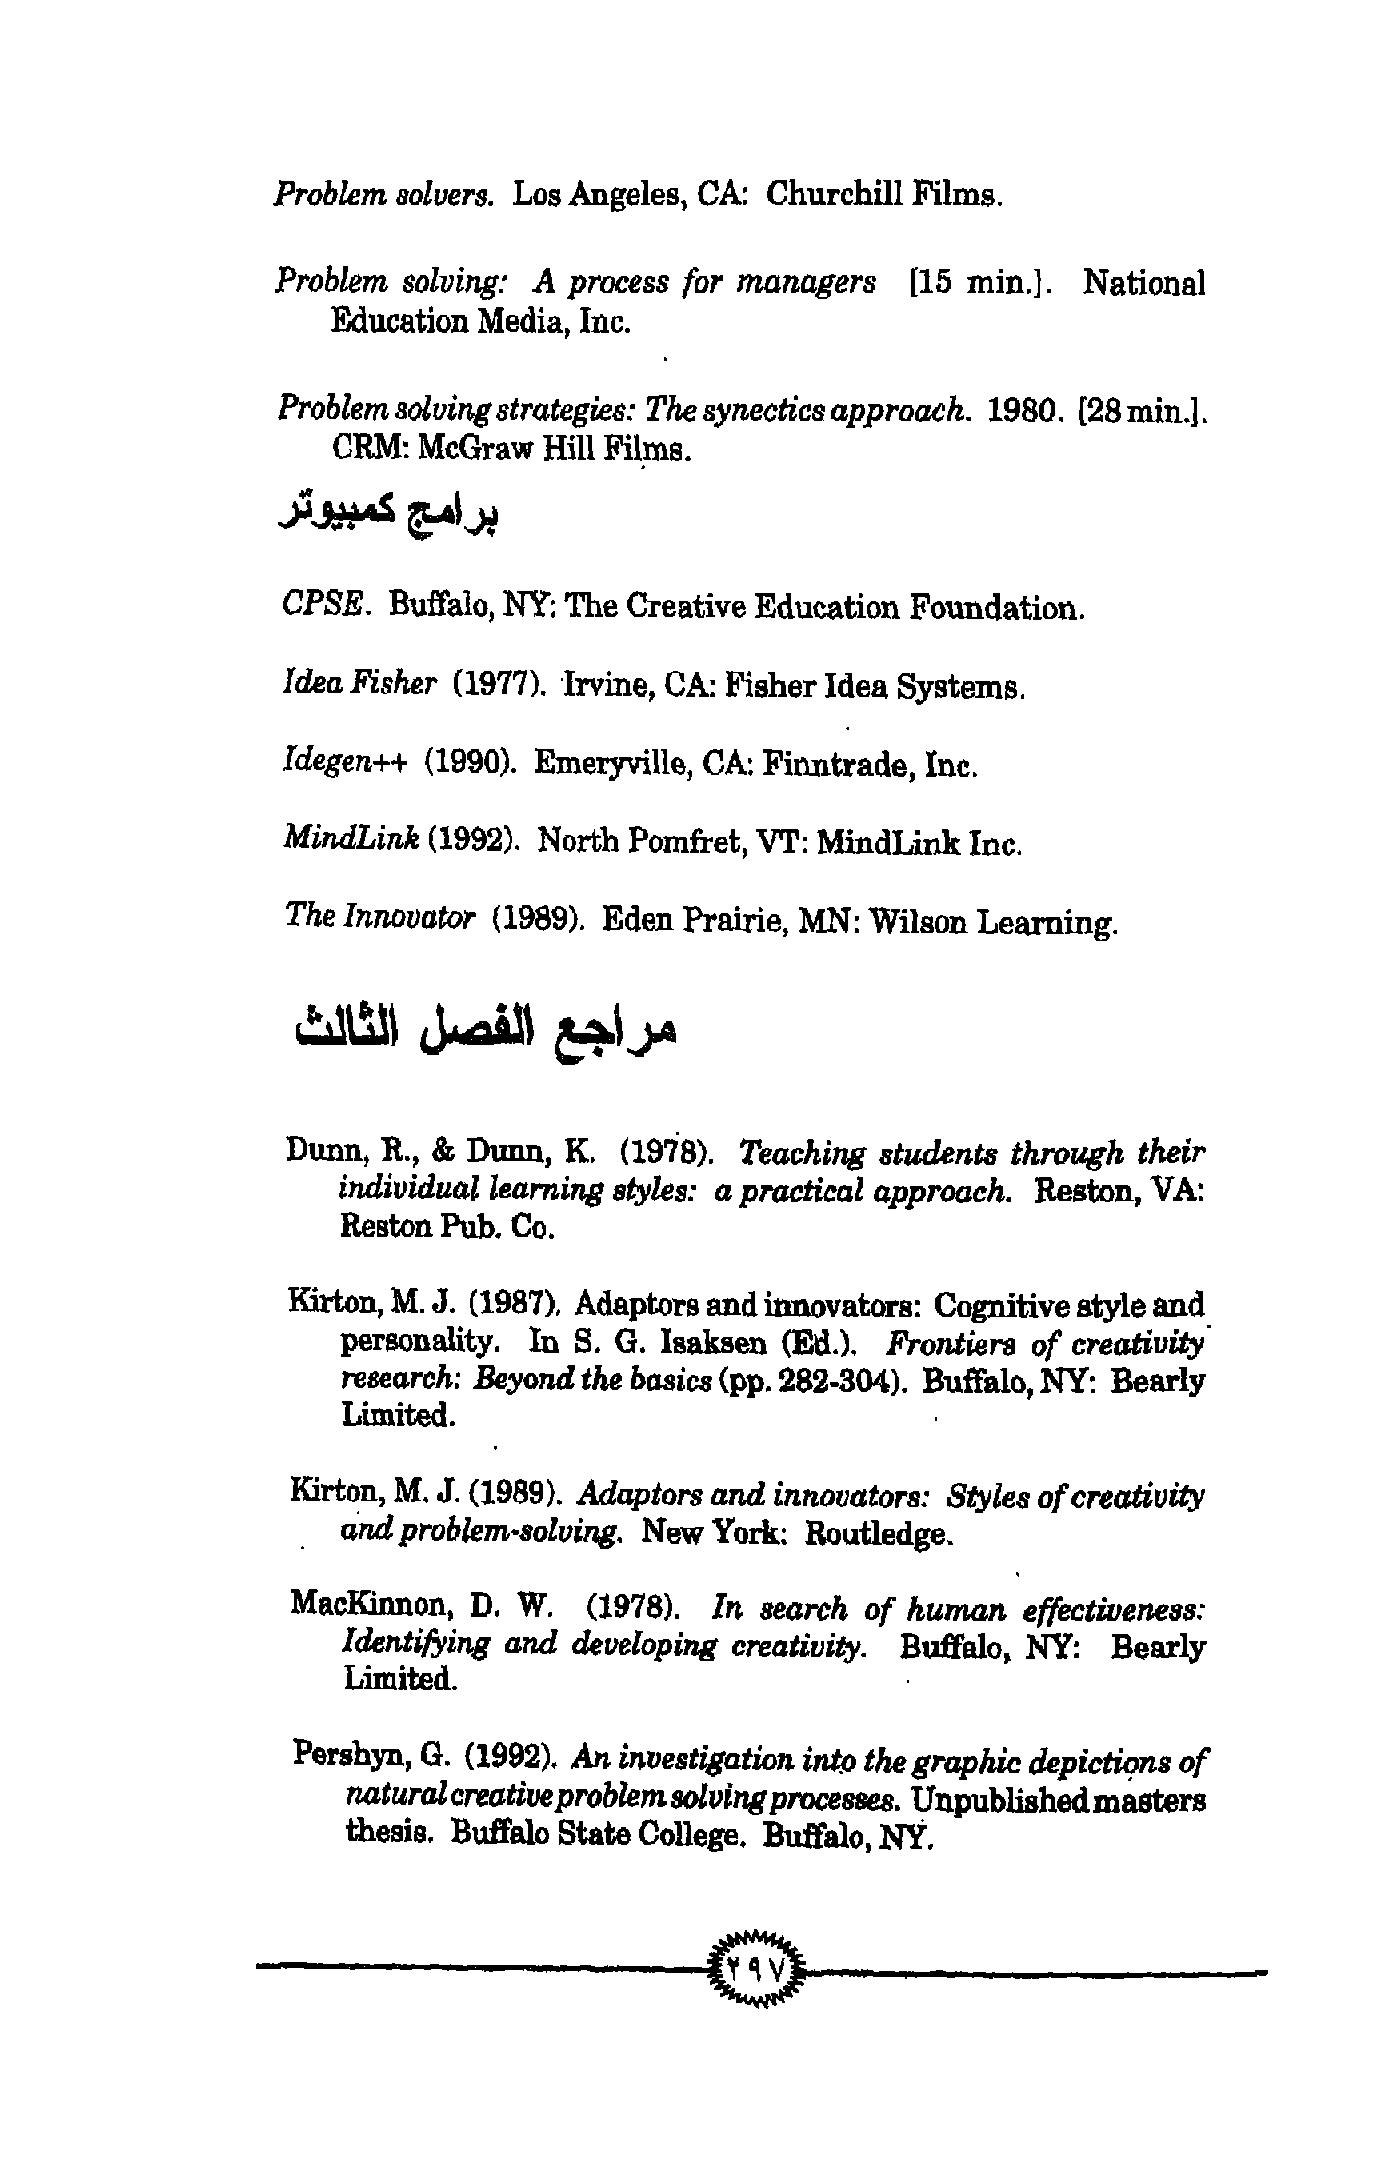 Problem solvers. Los Angeles, CA: Churchill Films.
Problem solving: A process for managers [15 min.]. National
Education Media, Inc.
Problem solving strategies: The synectics approach. 1980. [28 min.].
CRM: McGraw Hill Films.
برامج كمبيوتر
CPSE. Buffalo, NY: The Creative Education Foundation.
Idea Fisher (1977). Irvine, CA: Fisher Idea Systems.
Idegen++ (1990). Emeryville, CA: Finntrade, Inc.
MindLink (1992). North Pomfret, VT: MindLink Inc.
The Innovator (1989). Eden Prairie, MN: Wilson Learning.
مراجع الفصل الثالث
Dunn, R., & Dunn, K. (1978). Teaching students through their
individual learning styles: a practical approach. Reston, VA:
Reston Pub. Co.
Kirton, M. J. (1987). Adaptors and innovators: Cognitive style and
personality. In S. G. Isaksen (Ed.). Frontiers of creativity
research: Beyond the basics (pp. 282-304). Buffalo, NY: Bearly
Limited.
Kirton, M. J. (1989). Adaptors and innovators: Styles of creativity
and problem-solving. New York: Routledge.
MacKinnon, D. W. (1978). In search of human effectiveness:
Identifying and developing creativity. Buffalo, NY: Bearly
Limited.
Pershyn, G. (1992). An investigation into the graphic depictions of
natural creative problem solving processes. Unpublished masters
thesis. Buffalo State College. Buffalo, NY.
٢٩٧